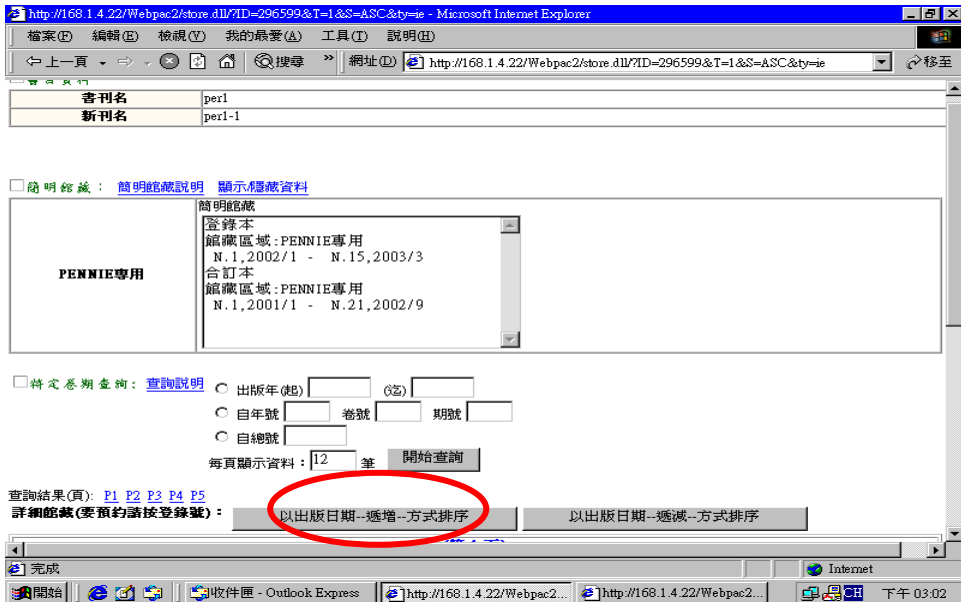 http://168.1.4.22/Webpac2/store.dll/?ID=296599&T=1&S=ASC&ty=ie - Microsoft Internet Explorer
檔案(F) 編輯(E) 檢視(V) 我的最愛(A) 工具(T) 說明(H)
上一頁 搜尋 » 網址(D) http://168.1.4.22/Webpac2/store.dll/?ID=296599&T=1&S=ASC&ty=ie 移至
書刊名 per1
新刊名 per1-1
簡明館藏: 簡明館藏說明 顯示/隱藏資料
簡明館藏
登錄本
館藏區域:PENNIE專用
N.1,2002/1 - N.15,2003/3
PENNIE專用
合訂本
館藏區域:PENNIE專用
N.1,2001/1 - N.21,2002/9
特定卷期查詢: 查詢說明 出版年(起) (迄)
自年號 卷號 期號
自總號
每頁顯示資料:12 筆 開始查詢
查詢結果(頁): P1 P2 P3 P4 P5
詳細館藏(要預約請按登錄號): 以出版日期--遞增--方式排序 以出版日期--遞減--方式排序
完成 Internet
開始 收件匣 - Outlook Express http://168.1.4.22/Webpac2... http://168.1.4.22/Webpac2... CH 下午 03:02